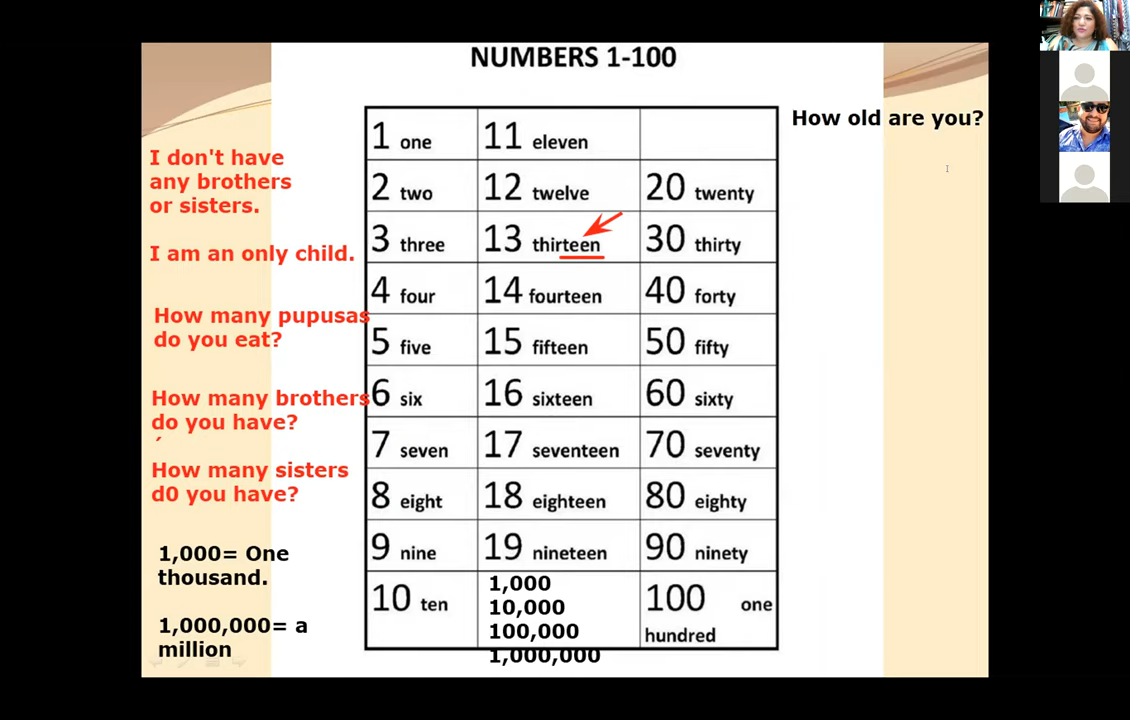 NUMBERS 1-100
How old are you?
I don't have
any brothers
or sisters.
I am an only child.
How many pupusas
do you eat?
How many brothers
do you have?
´
How many sisters
d0 you have?
1,000= One
thousand.
1,000,000= a
million
1 one 11 eleven
2 two 12 twelve 20 twenty
3 three 13 thirteen 30 thirty
4 four 14 fourteen 40 forty
5 five 15 fifteen 50 fifty
6 six 16 sixteen 60 sixty
7 seven 17 seventeen 70 seventy
8 eight 18 eighteen 80 eighty
9 nine 19 nineteen 90 ninety
10 ten 100 one
hundred
1,000
10,000
100,000
1,000,000